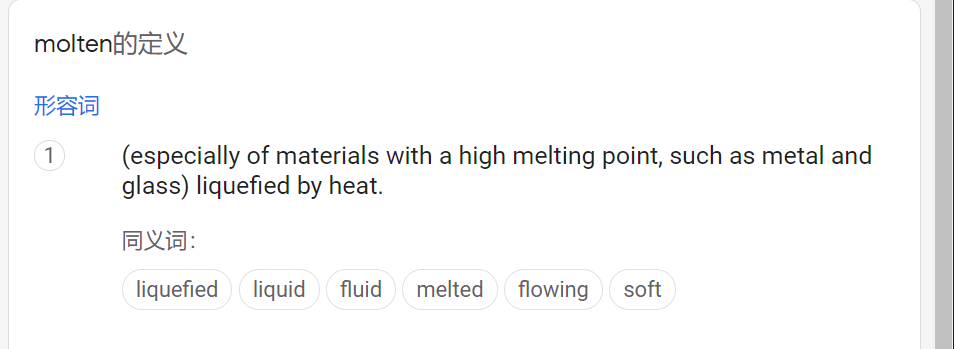 molten的定义
形容词
1 (especially of materials with a high melting point, such as metal and
glass) liquefied by heat.
同义词:
liquefied liquid fluid melted flowing soft